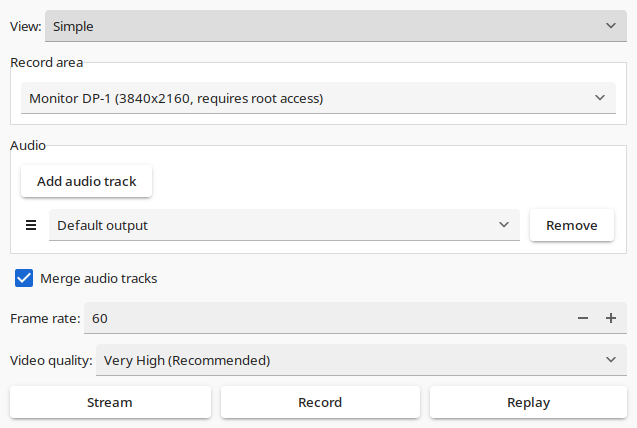 View: Simple
Record area
Monitor DP-1 (3840x2160, requires root access)
Audio
Add audio track
Default output Remove
Merge audio tracks
Frame rate: 60
Video quality: Very High (Recommended)
Stream Record Replay